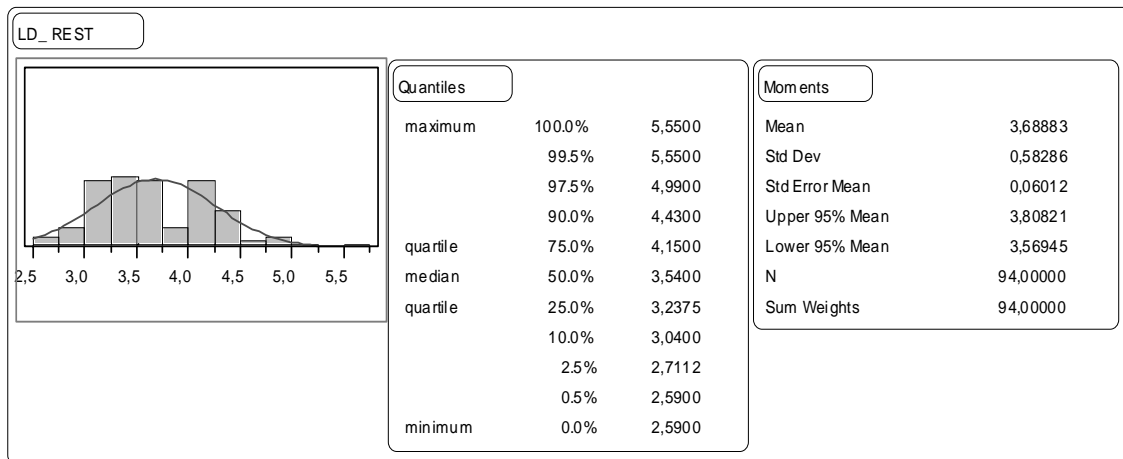 LD_ REST
2,5 3,0 3,5 4,0 4,5 5,0 5,5
Quantiles
maximum 100.0% 5,5500
99.5% 5,5500
97.5% 4,9900
90.0% 4,4300
quartile 75.0% 4,1500
median 50.0% 3,5400
quartile 25.0% 3,2375
10.0% 3,0400
2.5% 2,7112
0.5% 2,5900
minimum 0.0% 2,5900
Moments
Mean 3,68883
Std Dev 0,58286
Std Error Mean 0,06012
Upper 95% Mean 3,80821
Lower 95% Mean 3,56945
N 94,00000
Sum Weights 94,00000